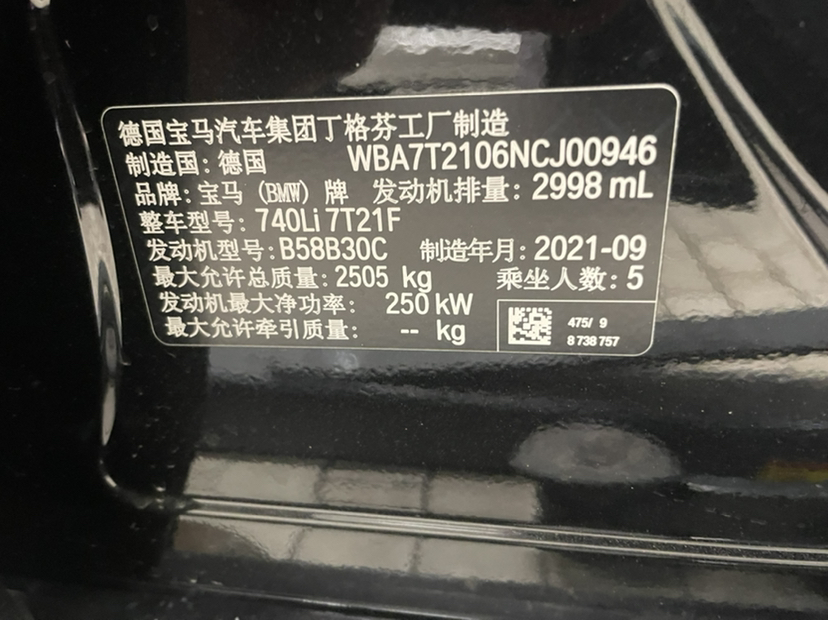 德国宝马汽车集团丁格芬工厂制造
制造国：德国 WBA7T2106NCJ00946
品牌：宝马（BMW）牌 发动机排量：2998 mL
整车型号：740Li 7T21F
发动机型号：B58B30C 制造年月：2021-09
最大允许总质量：2505 kg 乘坐人数：5
发动机最大净功率： 250 kW
最大允许牵引质量： -- kg
475/ 9
8 738 757